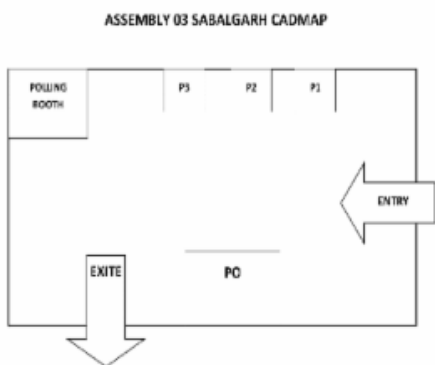 ASSEMBLY 03 SABALGARH CADMAP
POLLING
BOOTH
P3
P2
P1
ENTRY
EXITE
PO